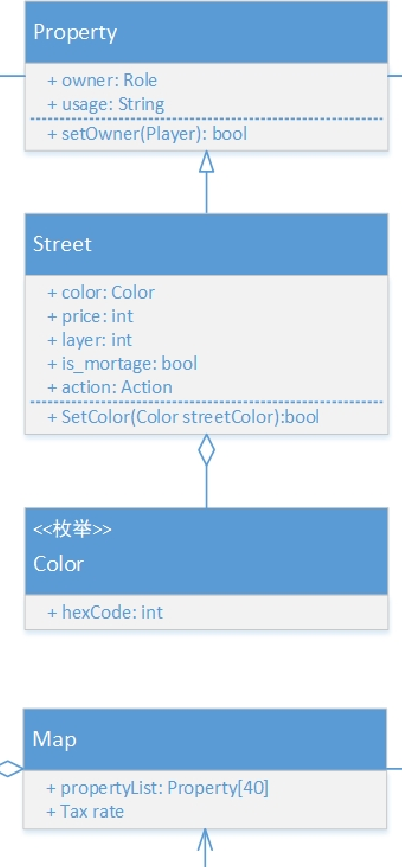 Property
+ owner: Role
+ usage: String
+ setOwner(Player): bool
Street
+ color: Color
+ price: int
+ layer: int
+ is_mortage: bool
+ action: Action
+ SetColor(Color streetColor):bool
<<枚举>>
Color
+ hexCode: int
Map
+ propertyList: Property[40]
+ Tax rate